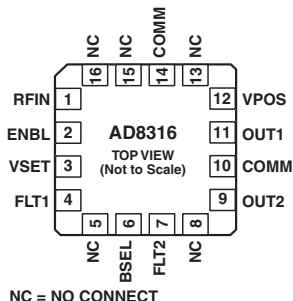 NC
NC
COMM
NC
16
15
14
13
RFIN 1
12 VPOS
ENBL 2
AD8316
11 OUT1
VSET 3
TOP VIEW
(Not to Scale)
10 COMM
FLT1 4
9 OUT2
5
6
7
8
NC
BSEL
FLT2
NC
NC = NO CONNECT